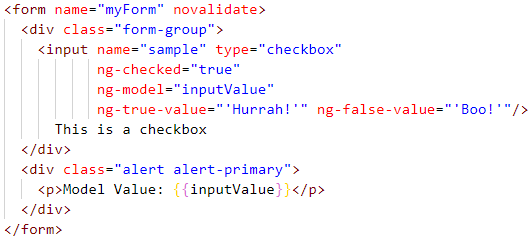 <form name="myForm" novalidate>
<div class="form-group">
<input name="sample" type="checkbox"
ng-checked="true"
ng-model="inputValue"
ng-true-value="'Hurrah!'" ng-false-value="'Boo!'"/>
This is a checkbox
</div>
<div class="alert alert-primary">
<p>Model Value: {{inputValue}}</p>
</div>
</form>